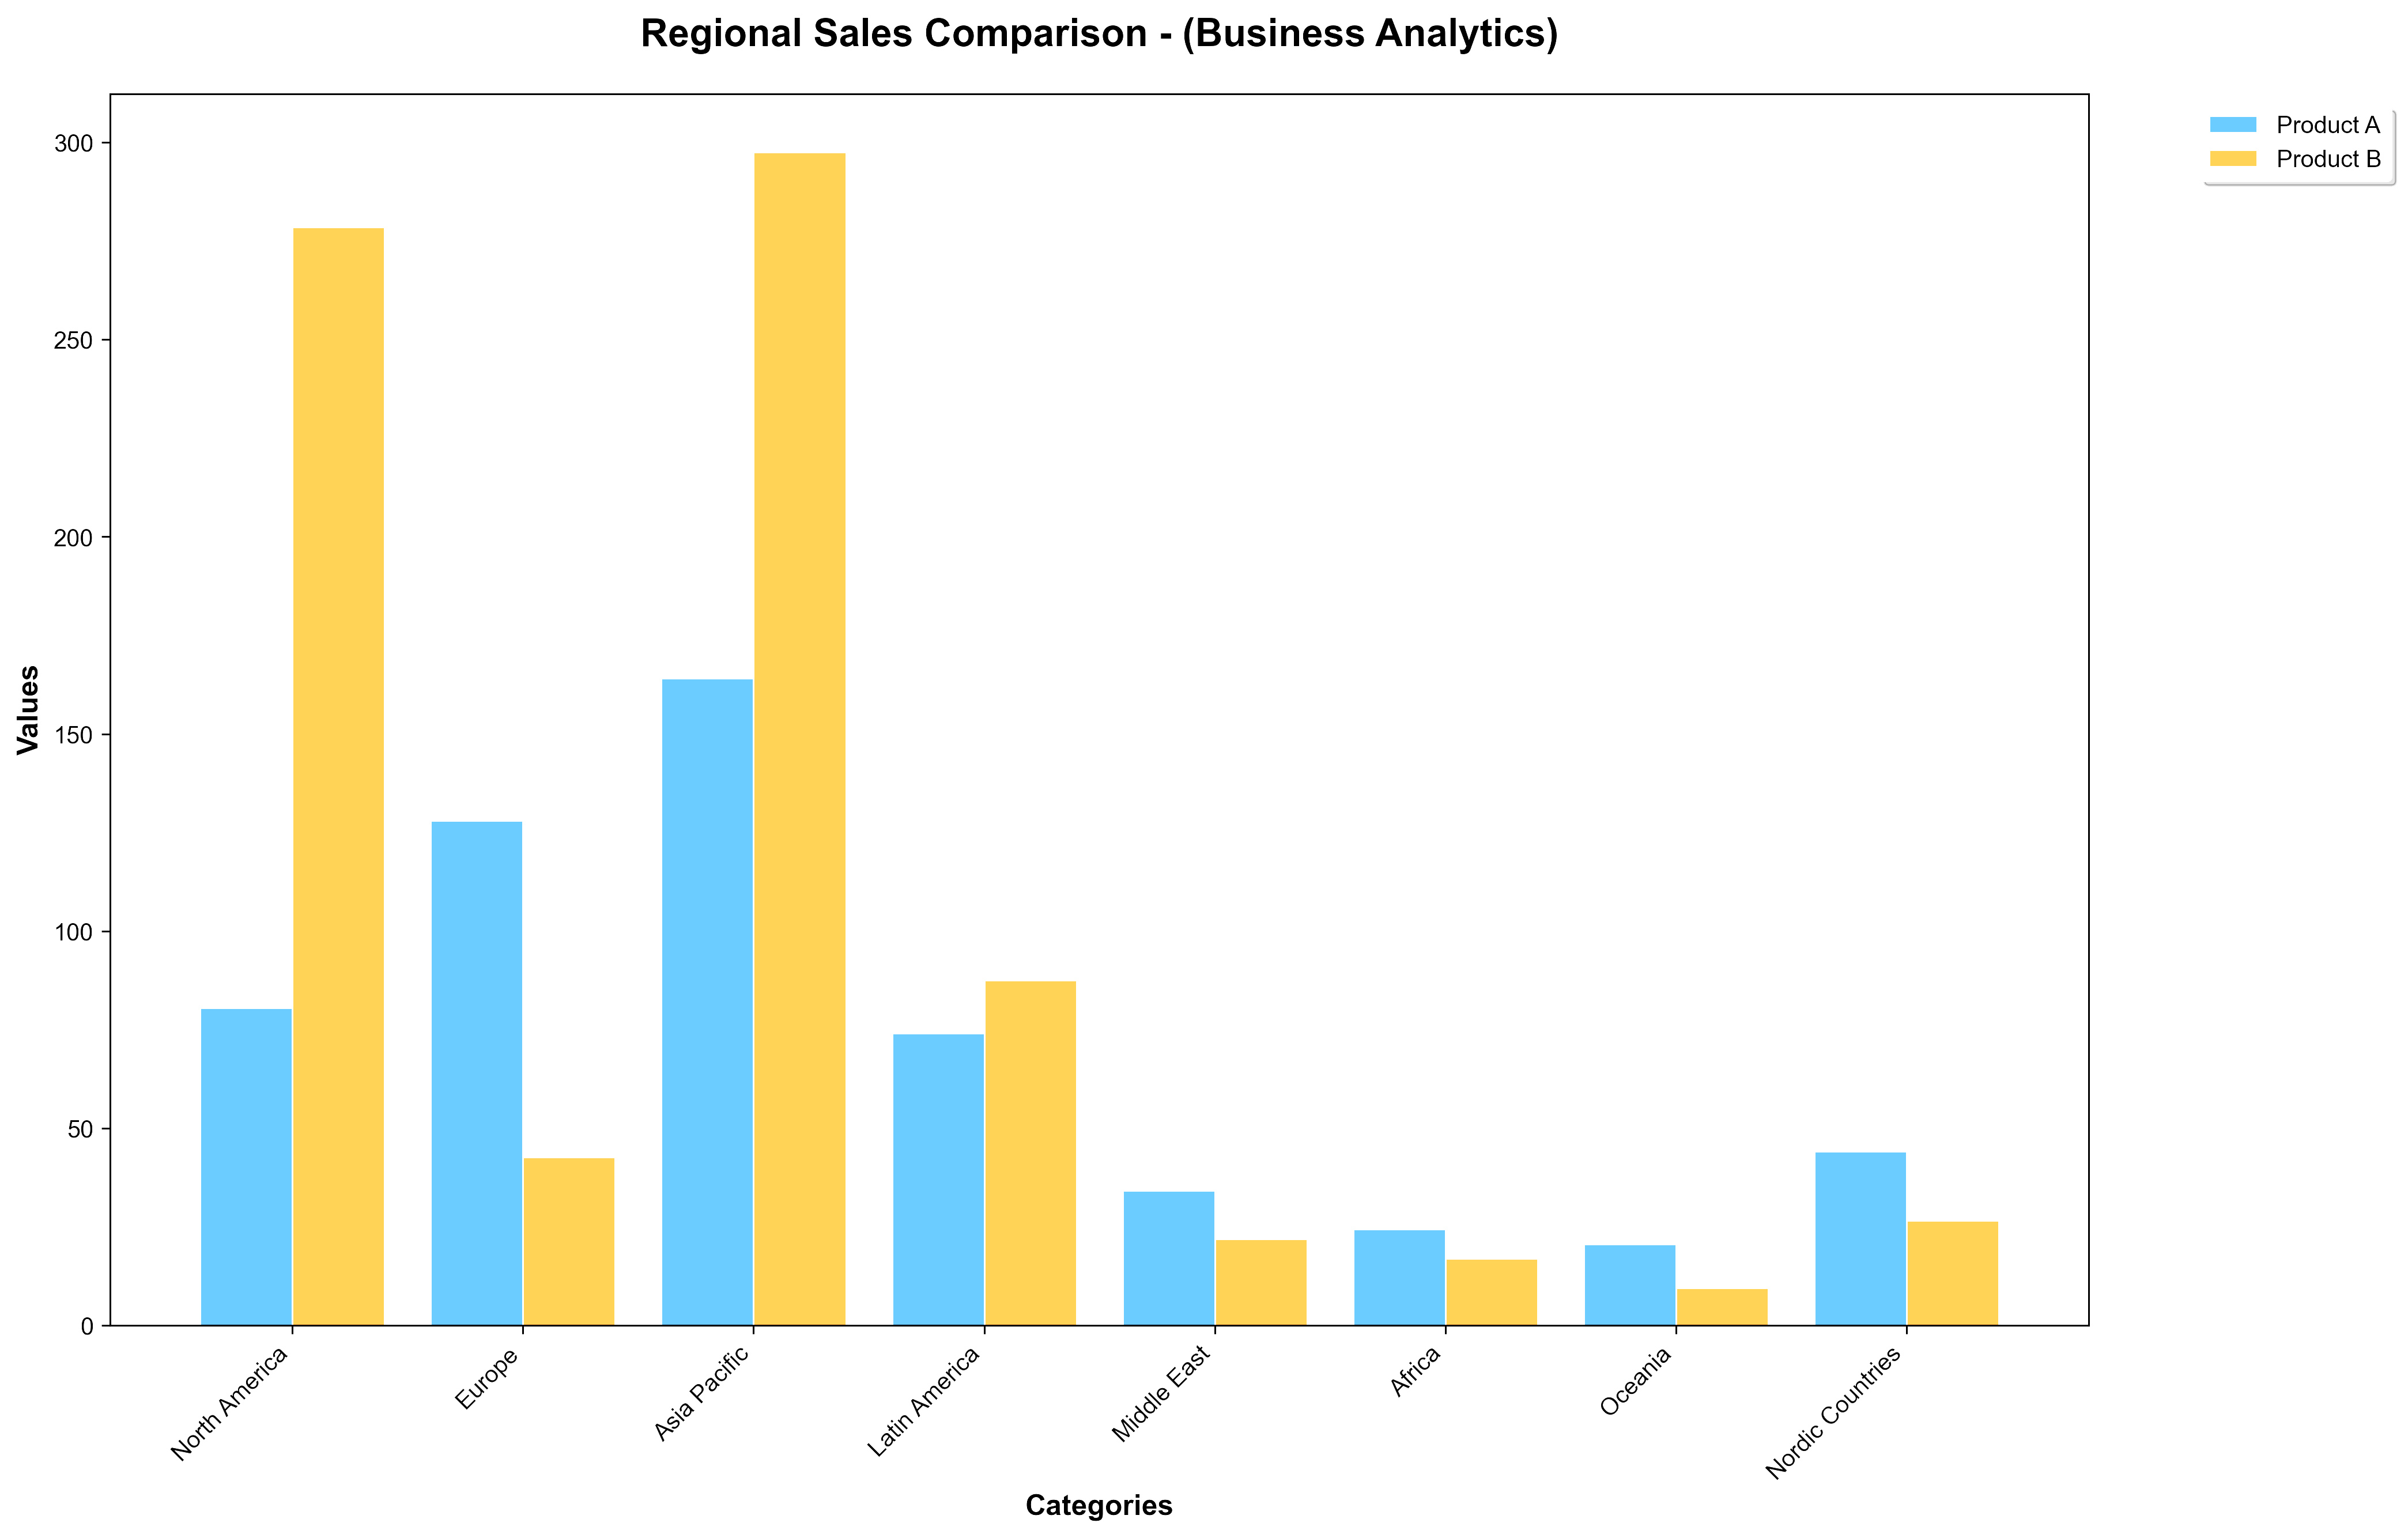 Regional Sales Comparison - (Business Analytics)
Product A
Product B
Values
300
250
200
150
100
50
0
North America
Europe
Asia Pacific
Latin America
Middle East
Africa
Oceania
Nordic Countries
Categories